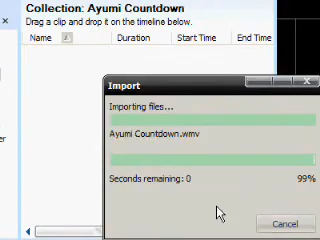 Collection: Ayumi Countdown
Drag a clip and drop it on the timeline below.
Name Duration Start Time End Time
Import
Importing files...
Ayumi Countdown.wmv
Seconds remaining: 0 99%
Cancel